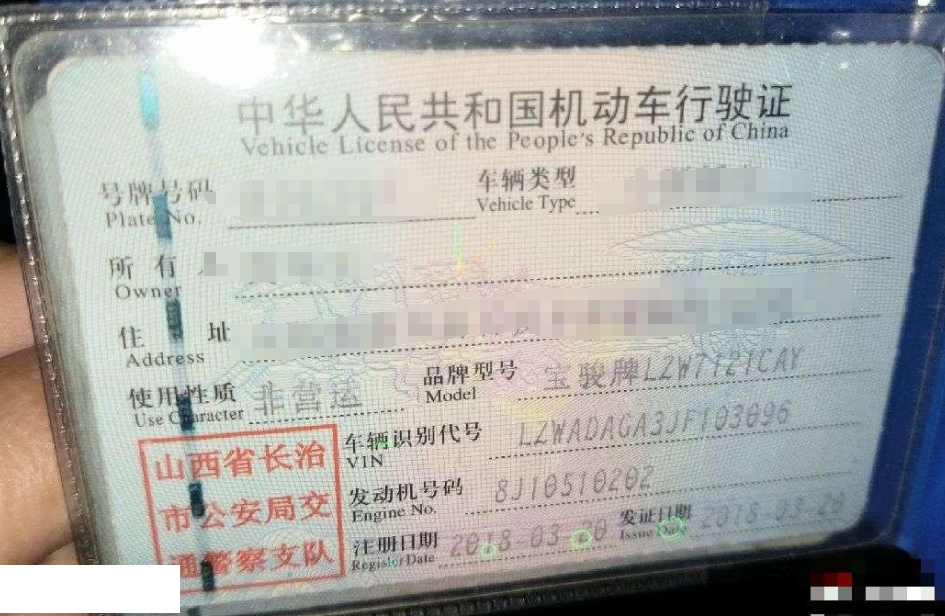 中华人民共和国机动车行驶证
Vehicle License of the People's Republic of China
号牌号码 车辆类型
Plate No. Vehicle Type
所有
Owner
住址
Address
使用性质 非营运 品牌型号 宝骏牌LZW7121CAY
Use Character Model
车辆识别代号 LZWADAGA3JF103096
VIN
发动机号码 8J10510202
Engine No.
注册日期 2018-03-20 发证日期 2018
Register Date Issue Date
山西省长治
市公安局交
通警察支队